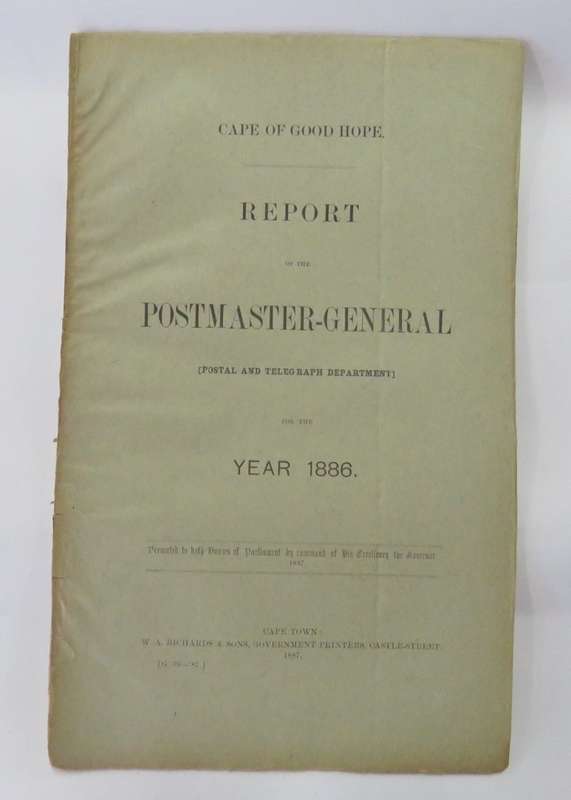 CAPE OF GOOD HOPE.
REPORT
OF THE
POSTMASTER-GENERAL
[POSTAL AND TELEGRAPH DEPARTMENT]
FOR THE
YEAR 1886.
Presented to both Houses of Parliament by command of His Excellency the Governor
1887.
CAPE TOWN:
W. A. RICHARDS & SONS, GOVERNMENT PRINTERS, CASTLE-STREET.
1887.
[G. —'87.]